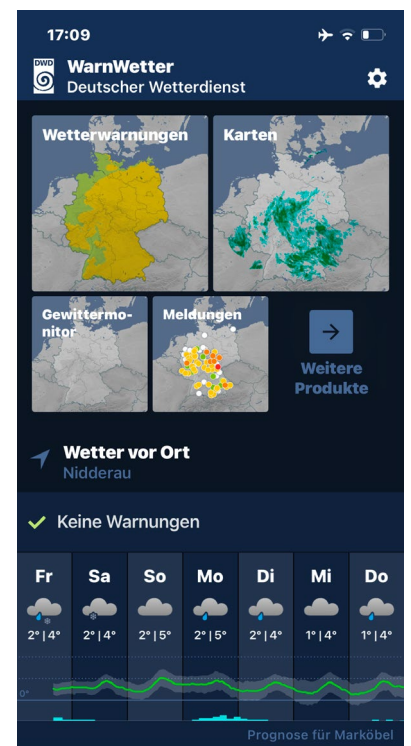 17:09
DWD
WarnWetter
Deutscher Wetterdienst
Wetterwarnungen
Karten
Gewittermo-
nitor
Meldungen
Weitere
Produkte
Wetter vor Ort
Nidderau
Keine Warnungen
Fr Sa So Mo Di Mi Do
2°|4° 2°|4° 2°|5° 2°|5° 2°|4° 1°|4° 1°|4°
0°
Prognose für Marköbel